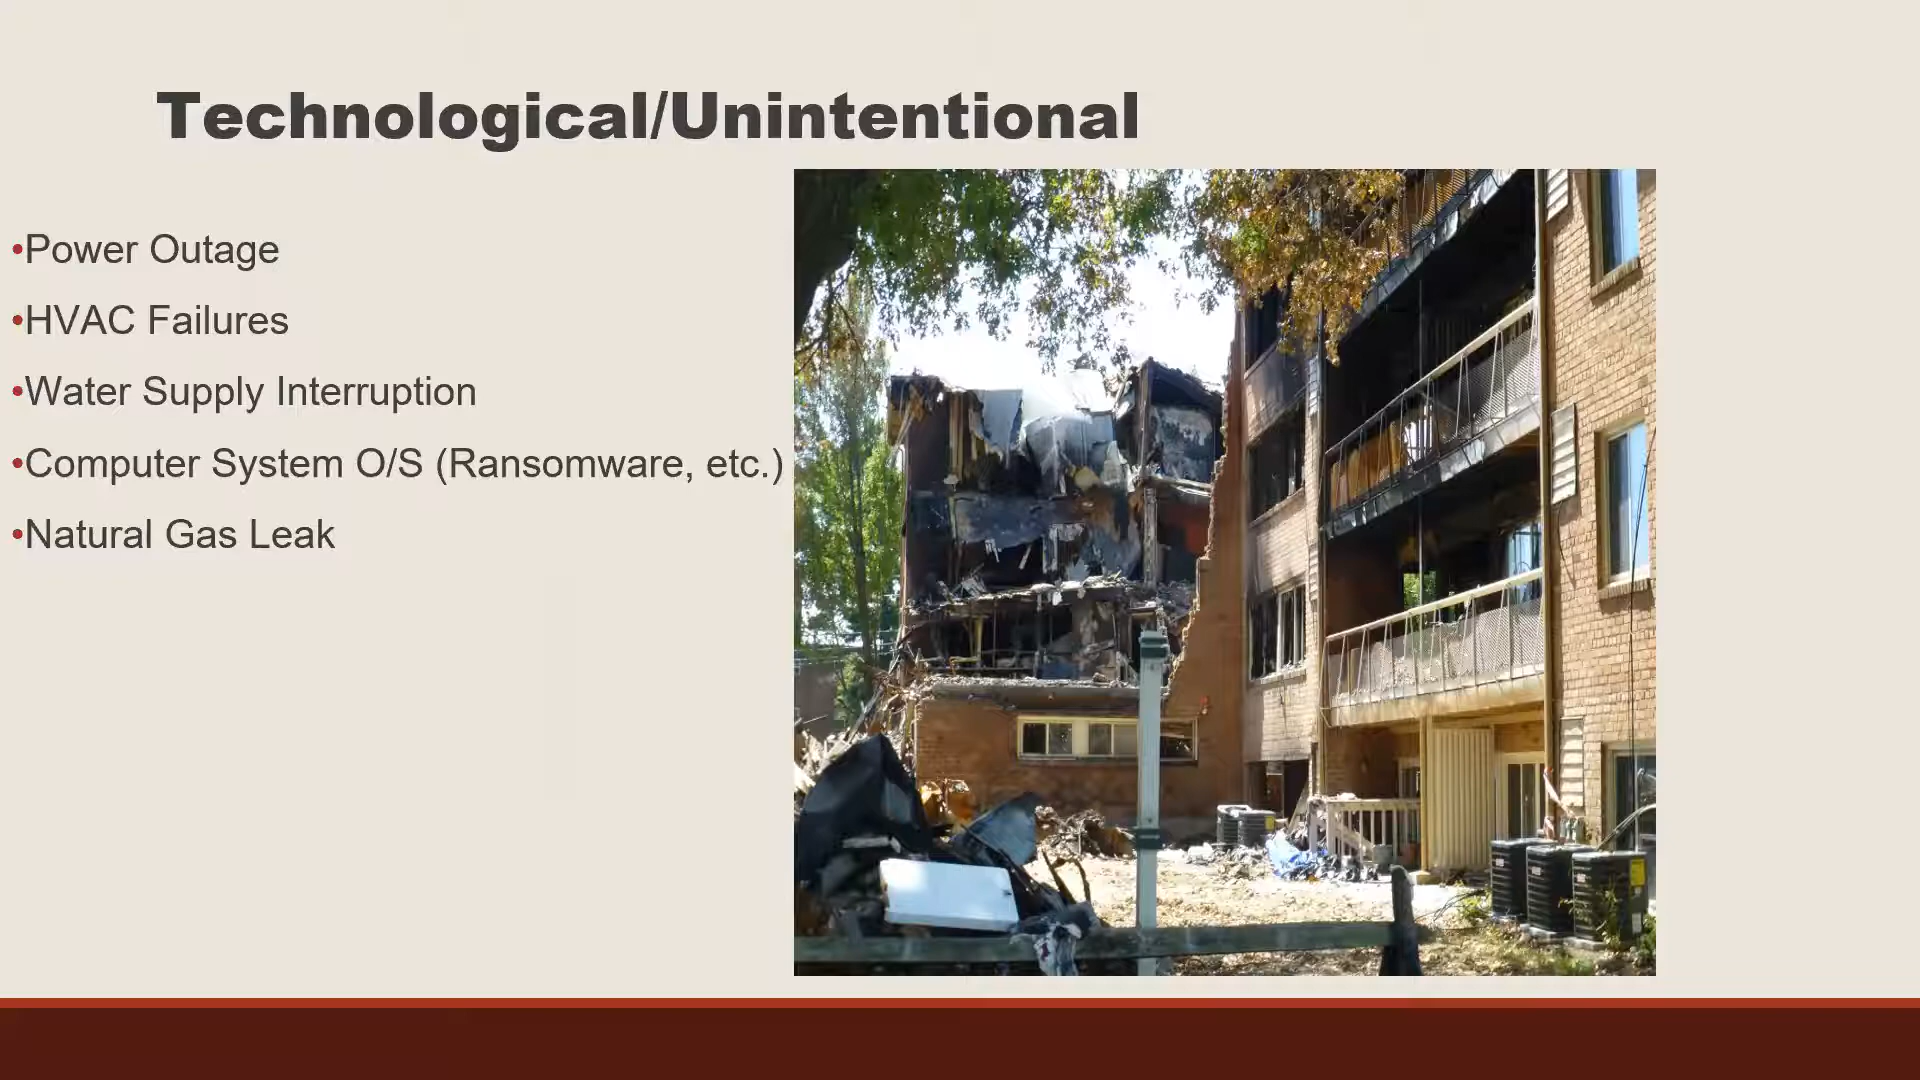 Technological/Unintentional
•Power Outage
•HVAC Failures
•Water Supply Interruption
•Computer System O/S (Ransomware, etc.)
•Natural Gas Leak